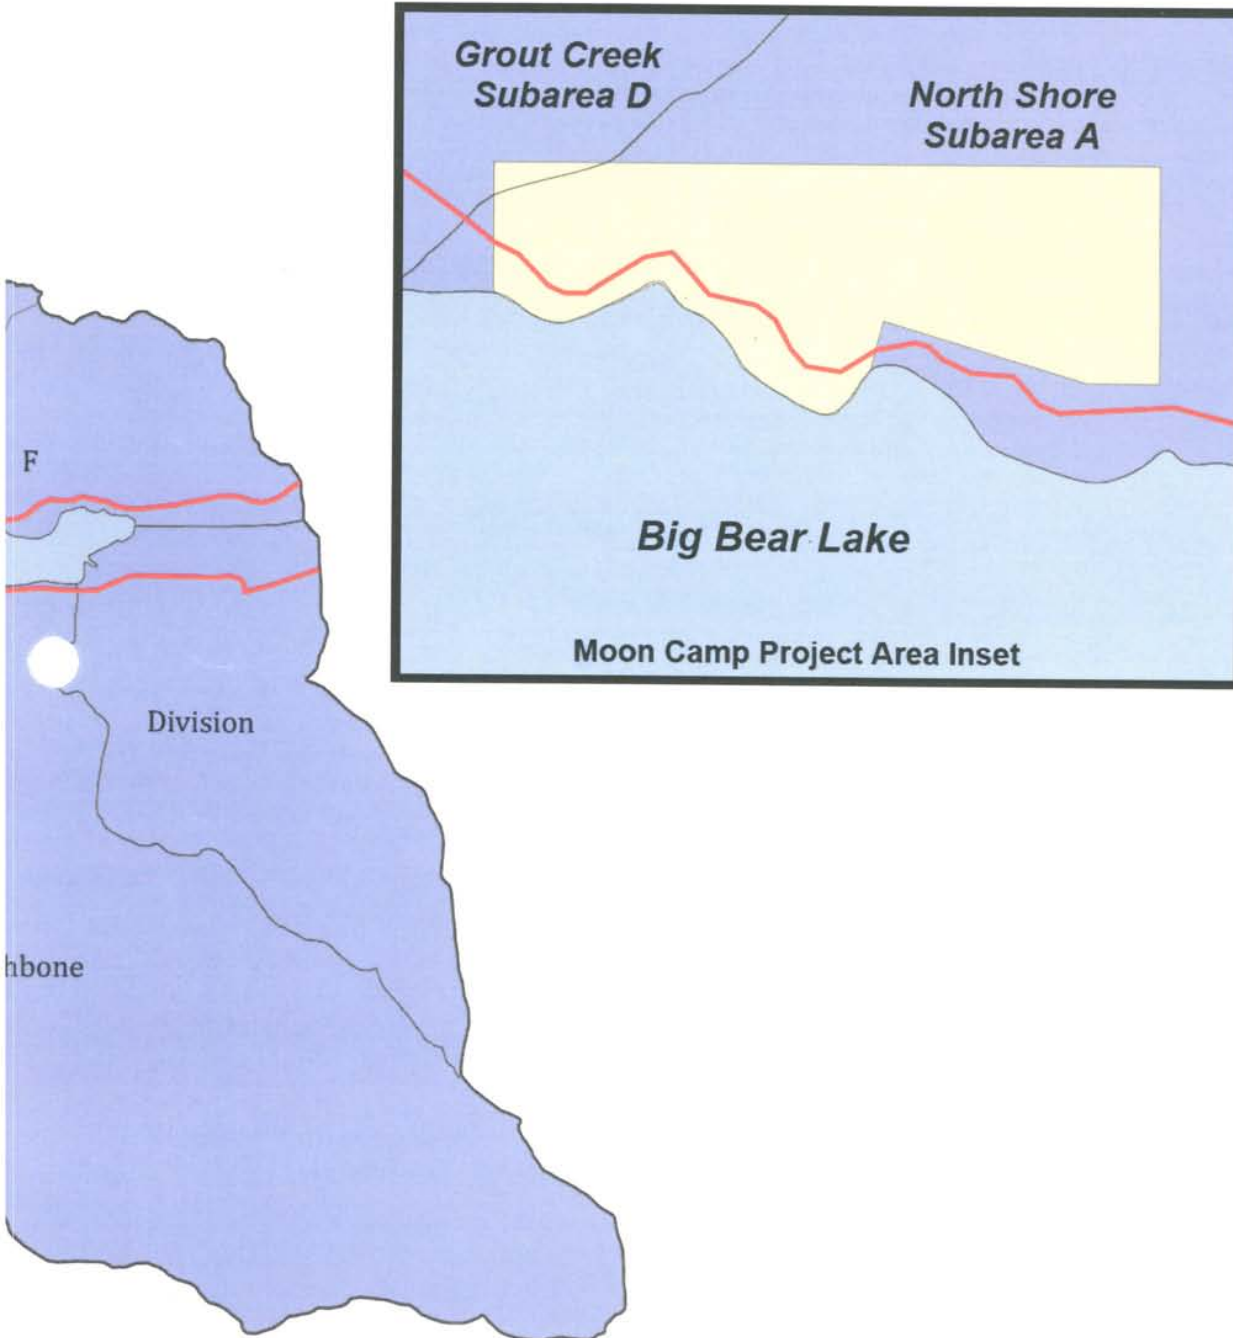 Grout Creek
Subarea D
North Shore
Subarea A
Big Bear Lake
Moon Camp Project Area Inset
F
Division
hbone